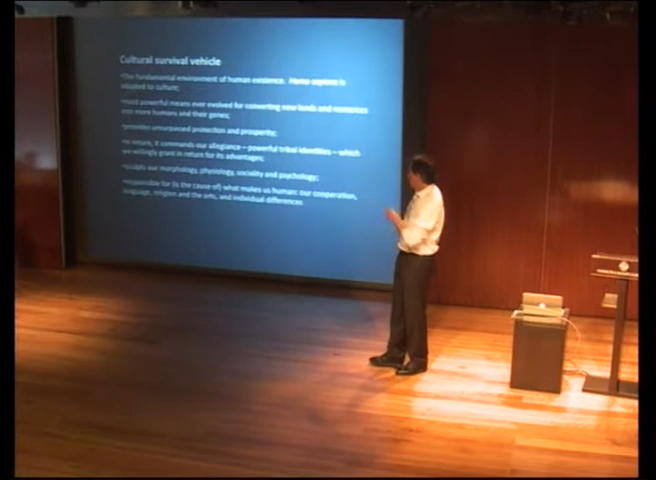 Cultural survival vehicle
•The fundamental environment of human existence. Homo sapiens is
adapted to culture;
•most powerful means ever evolved for converting new lands and resources
into more humans and their genes;
•provides unsurpassed protection and prosperity;
•In return, it commands our allegiance – powerful tribal identities – which
we willingly grant in return for its advantages;
•sculpts our morphology, physiology, sociality and psychology;
•responsible for (is the cause of) what makes us human: our cooperation,
language, religion and the arts, and individual differences.